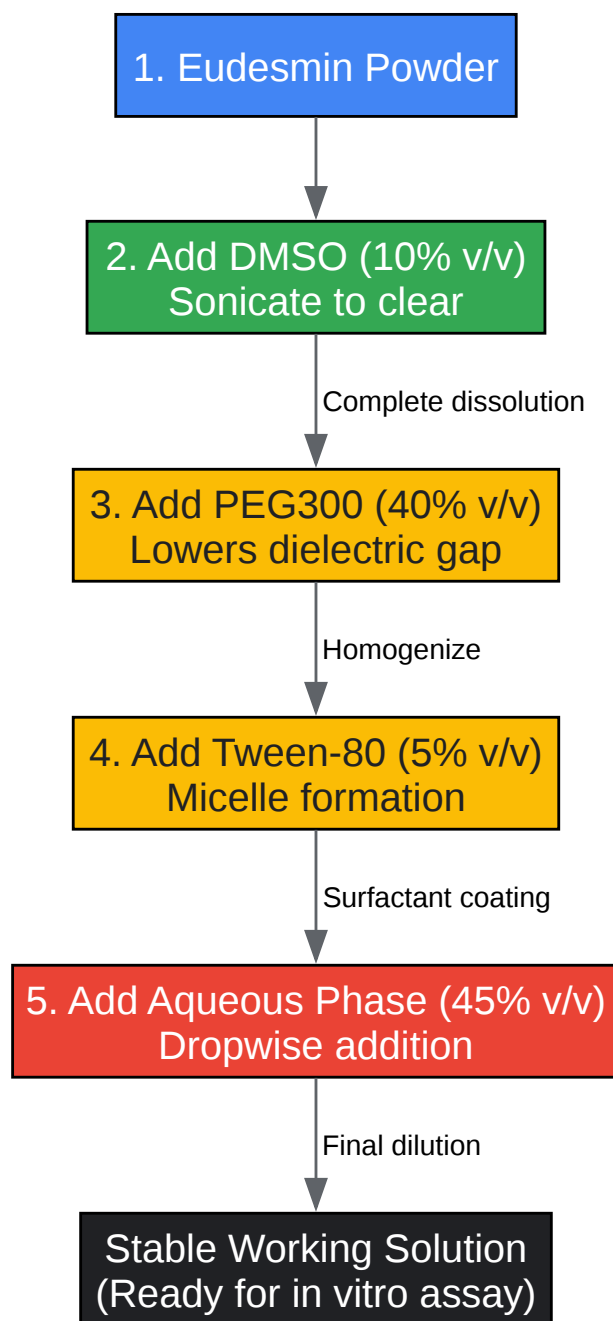 1. Eudesmin Powder
2. Add DMSO (10% v/v)
Sonicate to clear
Complete dissolution
3. Add PEG300 (40% v/v)
Lowers dielectric gap
Homogenize
4. Add Tween-80 (5% v/v)
Micelle formation
Surfactant coating
5. Add Aqueous Phase (45% v/v)
Dropwise addition
Final dilution
Stable Working Solution
(Ready for in vitro assay)